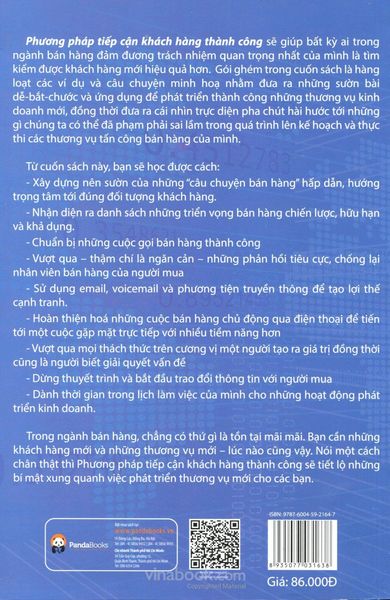 Phương pháp tiếp cận khách hàng thành công sẽ giúp bất kỳ ai trong
ngành bán hàng đảm đương trách nhiệm quan trọng nhất của mình là tìm
kiếm được khách hàng mới hiệu quả hơn. Gói ghém trong cuốn sách là hàng
loạt các ví dụ và câu chuyện minh hoạ nhằm đưa ra những sườn bài
dễ-bắt-chước và ứng dụng để phát triển thành công những thương vụ kinh
doanh mới, đồng thời đưa ra cái nhìn trực diện pha chút hài hước tới những
gì chúng ta có thể đã phạm phải sai lầm trong quá trình lên kế hoạch và thực
thi các thương vụ tấn công bán hàng của mình.
Từ cuốn sách này, bạn sẽ học được cách:
- Xây dựng nên sườn của những "câu chuyện bán hàng" hấp dẫn, hướng
trọng tâm tới đúng đối tượng khách hàng.
- Nhận diện ra danh sách những triển vọng bán hàng chiến lược, hữu hạn
và khả dụng.
- Chuẩn bị những cuộc gọi bán hàng thành công
- Vượt qua – thậm chí là ngăn cản – những phản hồi tiêu cực, chống lại
nhân viên bán hàng của người mua
- Sử dụng email, voicemail và phương tiện truyền thông để tạo lợi thế
cạnh tranh.
- Hoàn thiện hoá những cuộc bán hàng chủ động qua điện thoại để tiến
tới một cuộc gặp mặt trực tiếp với nhiều tiềm năng hơn
- Vượt qua mọi thách thức trên cương vị một người tạo ra giá trị đồng thời
cũng là người biết giải quyết vấn đề
- Dừng thuyết trình và bắt đầu trao đổi thông tin với người mua
- Dành thời gian trong lịch làm việc của mình cho những hoạt động phát
triển kinh doanh.
Trong ngành bán hàng, chẳng có thứ gì là tồn tại mãi mãi. Bạn cần những
khách hàng mới và những thương vụ mới – lúc nào cũng vậy. Nói một cách
chân thật thì Phương pháp tiếp cận khách hàng thành công sẽ tiết lộ những
bí mật xung quanh việc phát triển thương vụ mới cho các bạn.
ISBN: 9787-6004-59-2164-7
www.pandabooks.vn
PandaBooks
vinabook.com
8935077031638
Giá: 86.000Đ